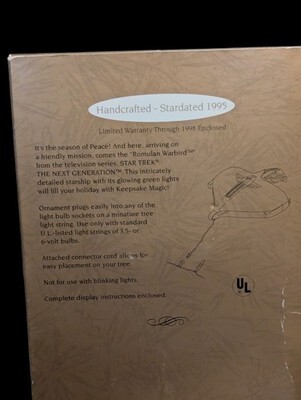 Handcrafted - Stardated 1995
Limited Warranty Through 1998 Enclosed
It's the season of Peace! And here, arriving on
a friendly mission, comes the "Romulan Warbird™"
from the television series, STAR TREK®:
THE NEXT GENERATION™. This intricately
detailed starship with its glowing green lights
will fill your holiday with Keepsake Magic!
Ornament plugs easily into any of the
light bulb sockets on a miniature tree
light string. Use only with standard
U.L.-listed light strings of 3.5- or
6-volt bulbs.
Attached connector cord allows for
easy placement on your tree.
Not for use with blinking lights.
Complete display instructions enclosed.
UL